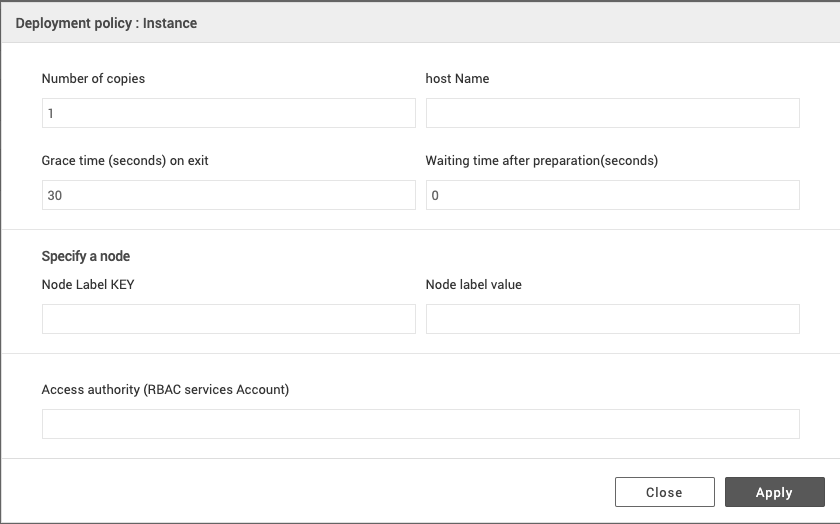 Deployment policy : Instance
Number of copies
host Name
1
Grace time (seconds) on exit
Waiting time after preparation(seconds)
30
0
Specify a node
Node Label KEY
Node label value
Access authority (RBAC services Account)
Close
Apply